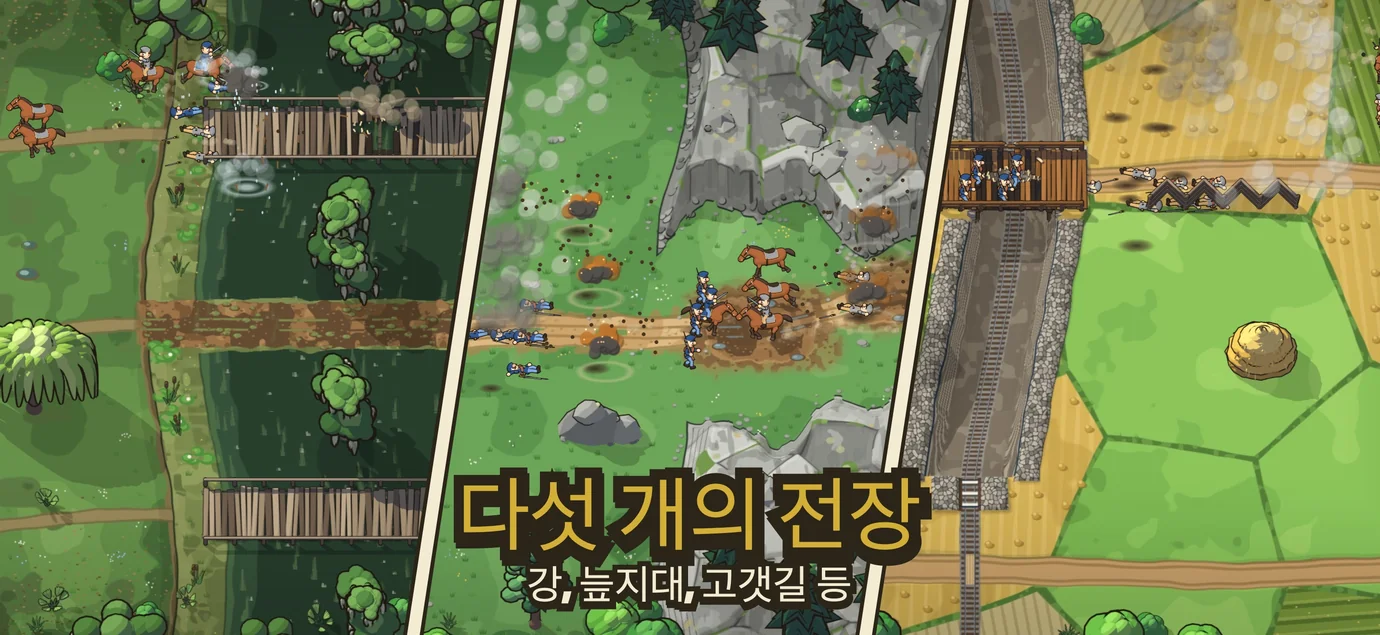 다섯 개의 전장
강, 늪지대, 고갯길 등